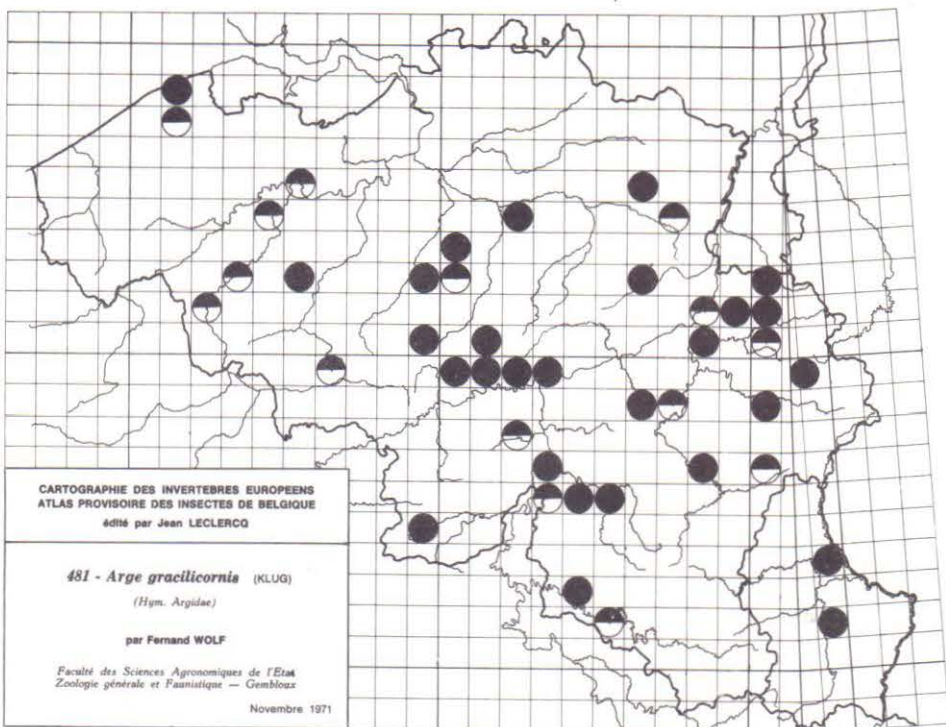 CARTOGRAPHIE DES INVERTEBRES EUROPEENS
ATLAS PROVISOIRE DES INSECTES DE BELGIQUE
édité par Jean LECLERCQ
481 - Arge gracilicornis (KLUG)
(Hym. Argidae)
par Fernand WOLF
Faculté des Sciences Agronomiques de l'Etat
Zoologie générale et Faunistique — Gembloux
Novembre 1971